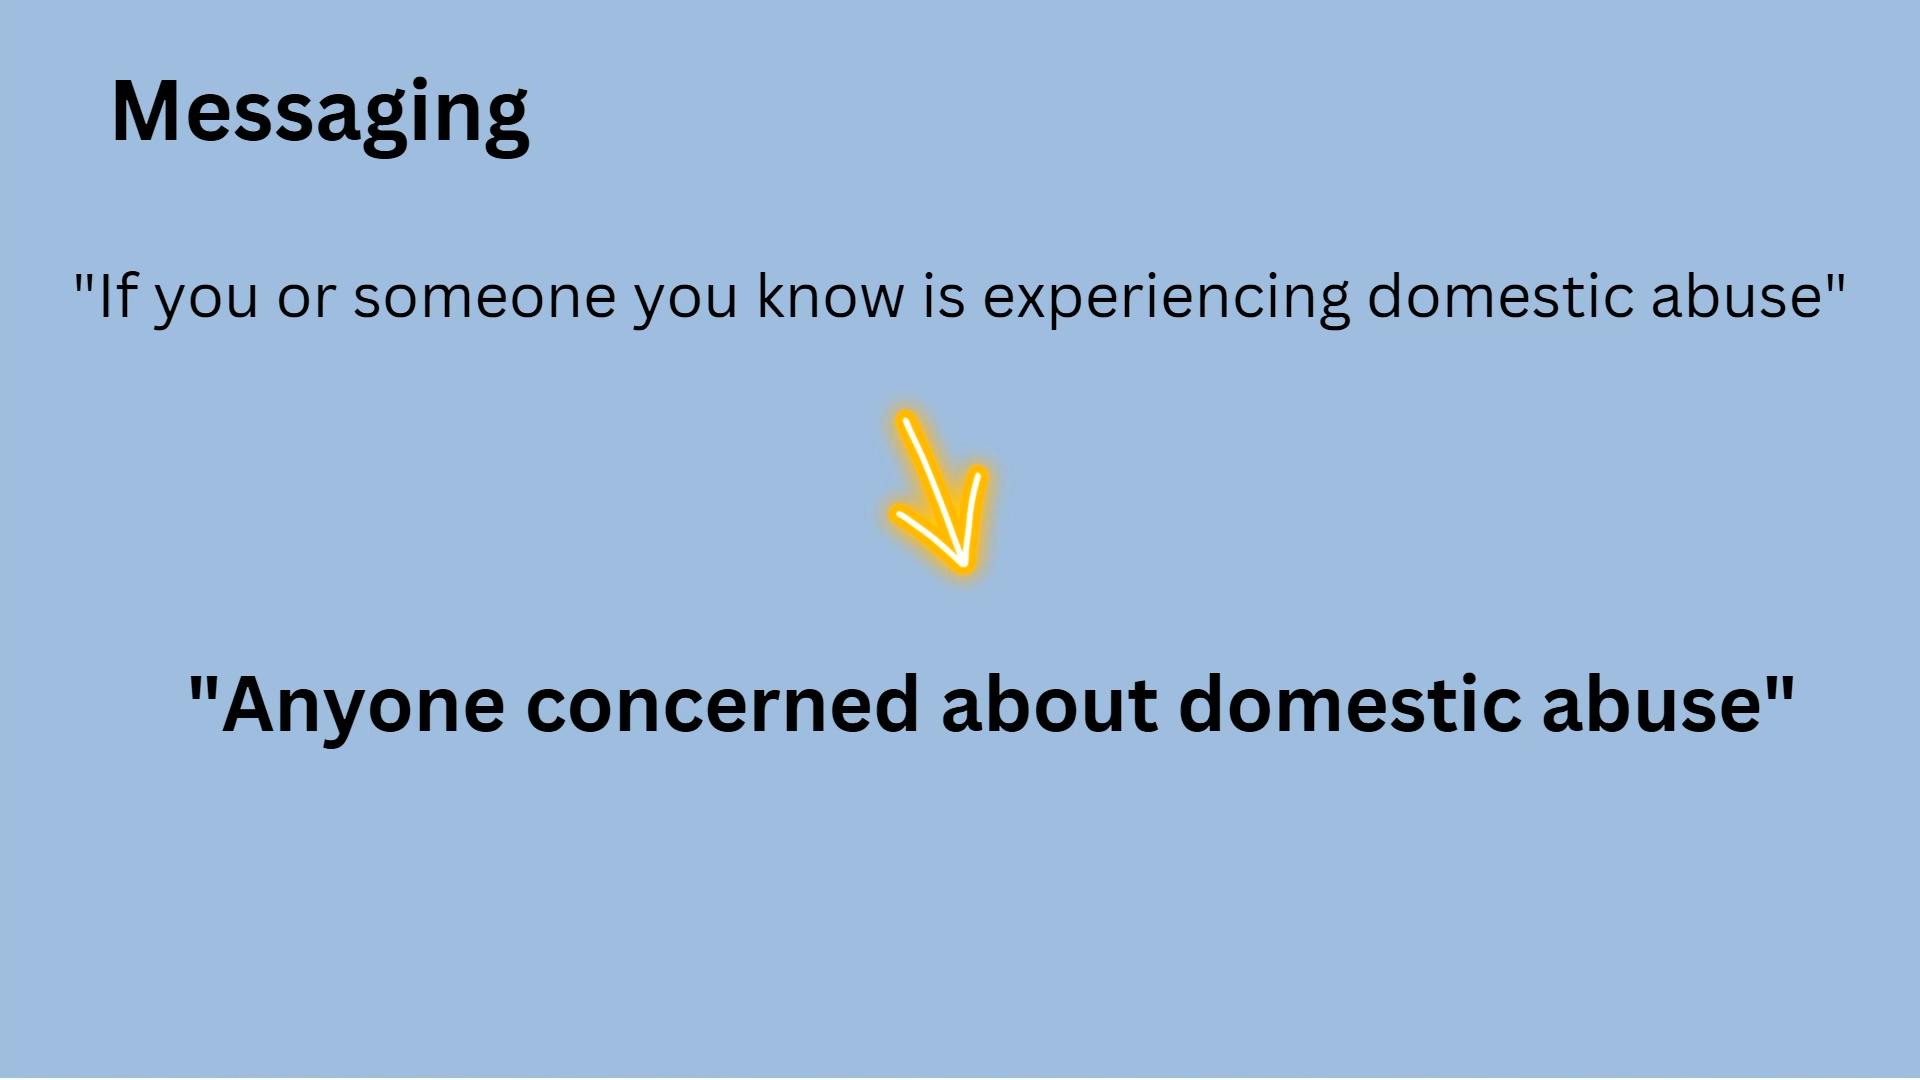 Messaging
"If you or someone you know is experiencing domestic abuse"
"Anyone concerned about domestic abuse"